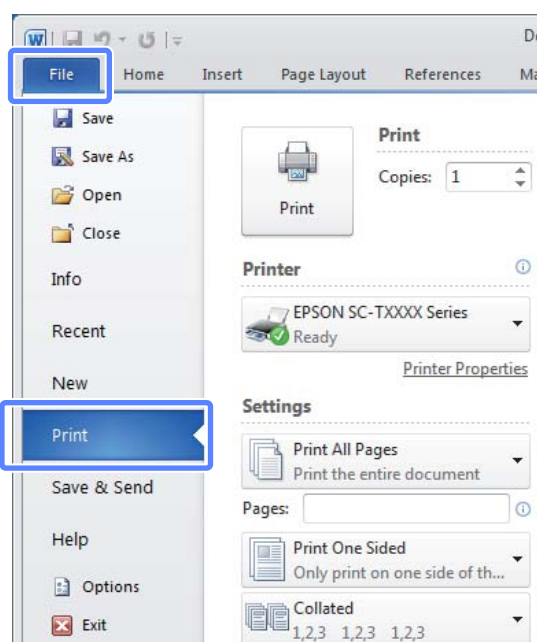 W
De
File Home Insert Page Layout References Ma
Save
Save As
Open
Close
Info
Recent
New
Print
Save & Send
Help
Options
Exit
Print
Print
Copies: 1
Printer
EPSON SC-TXXXX Series
Ready
Printer Properties
Settings
Print All Pages
Print the entire document
Pages:
Print One Sided
Only print on one side of th...
Collated
1,2,3 1,2,3 1,2,3